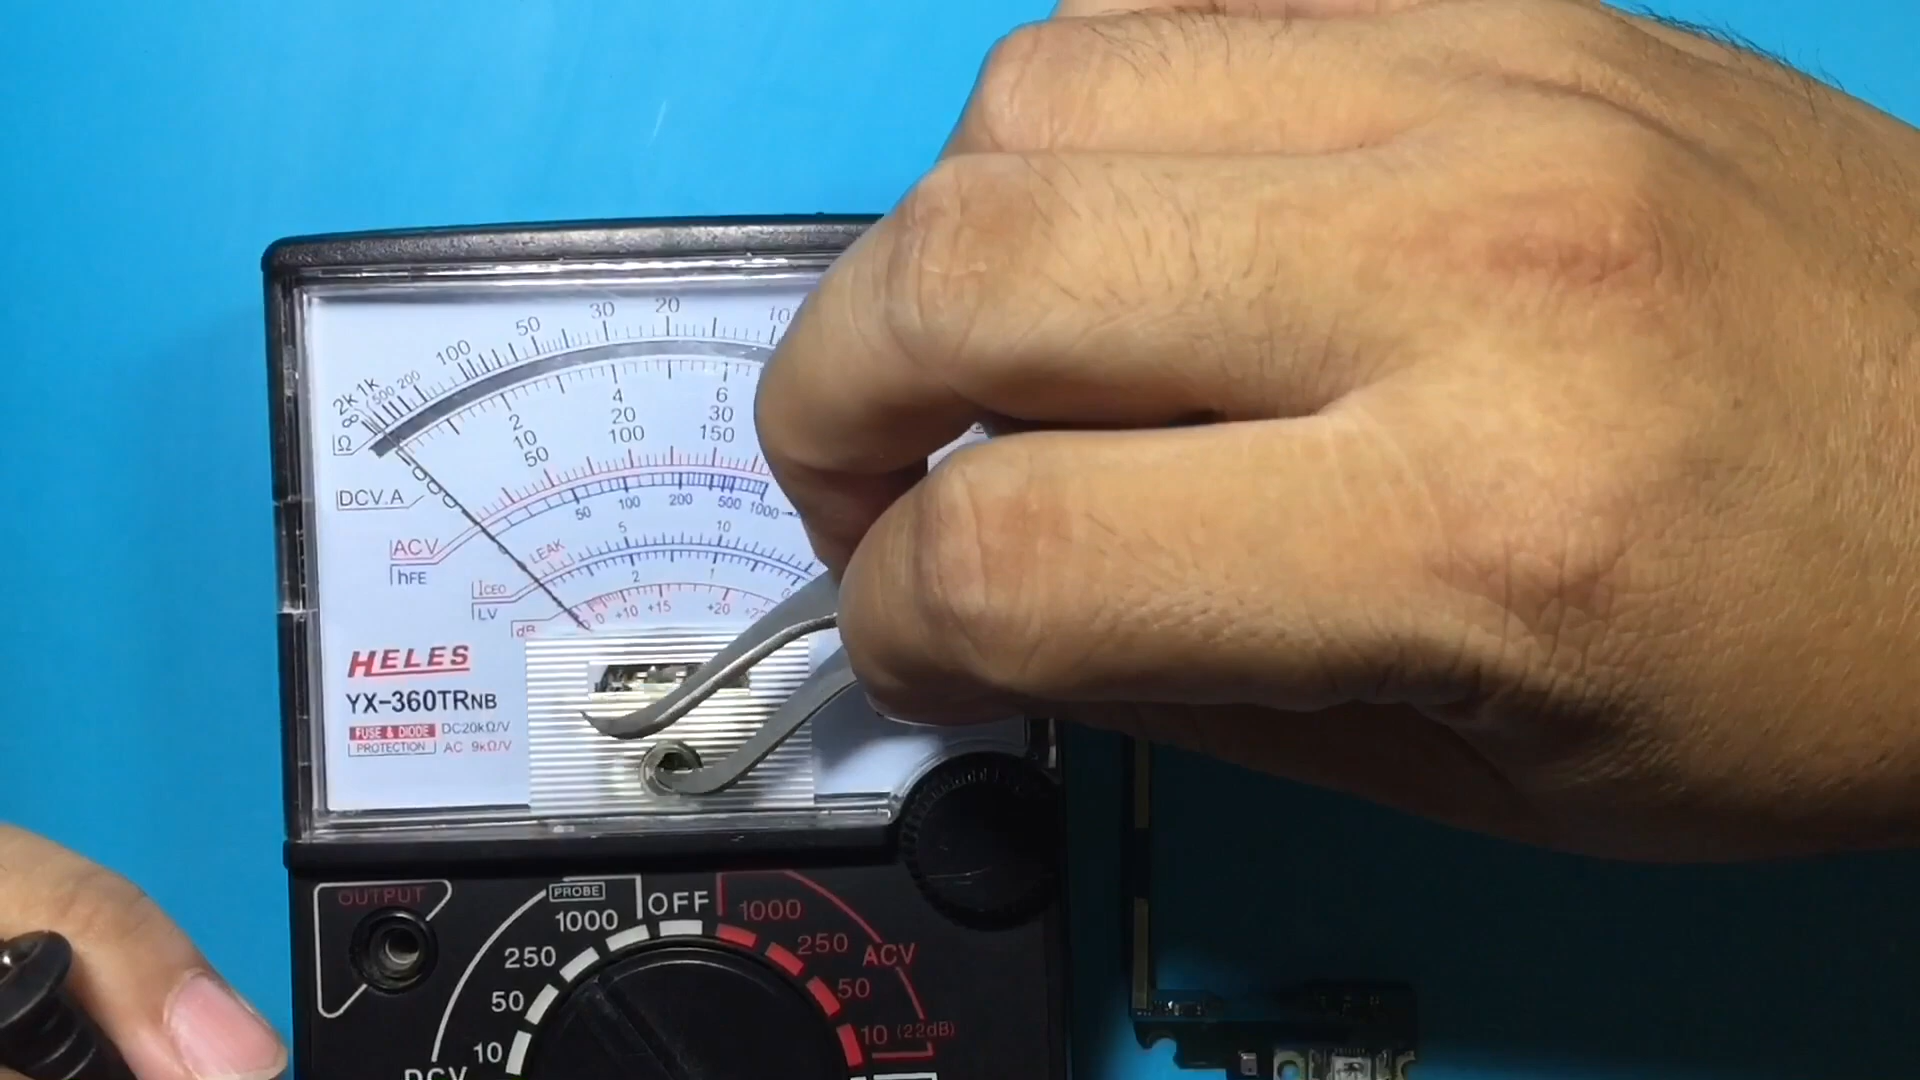 30 20 10
50
100
200
500
1k
2k
∞
Ω
2 4 6
10 20 30
50 100 150
DCV.A
50 100 200 500 1000
ACV
hFE
5 10
LEAK
ICEO
LV
2 1
0 +10 +15 +20
dB
HELES
YX-360TRNB
FUSE & DIODE DC20kΩ/V
PROTECTION AC 9kΩ/V
OUTPUT
PROBE
OFF
1000 1000
250 250
ACV
50 50
10 10 (22dB)
DCV